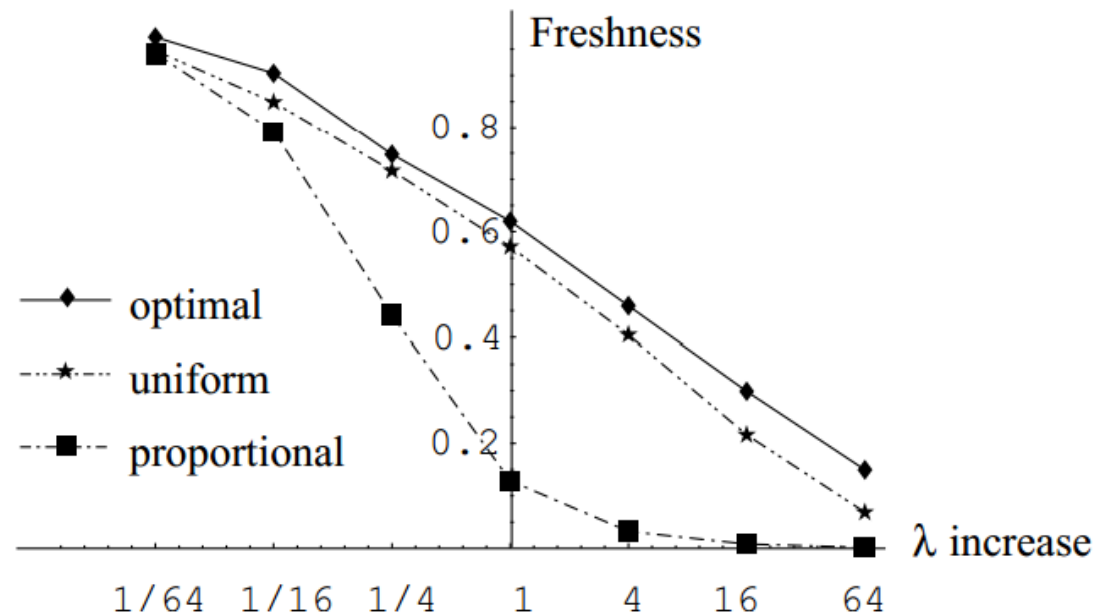 Freshness
0.8
0.6
0.4
0.2
optimal
uniform
proportional
λ increase
1/64 1/16 1/4 1 4 16 64